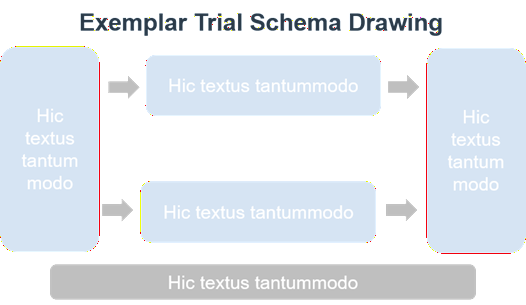 Exemplar Trial Schema Drawing
Hic
textus
tantum
modo
Hic textus tantummodo
Hic textus tantummodo
Hic
textus
tantum
modo
Hic textus tantummodo